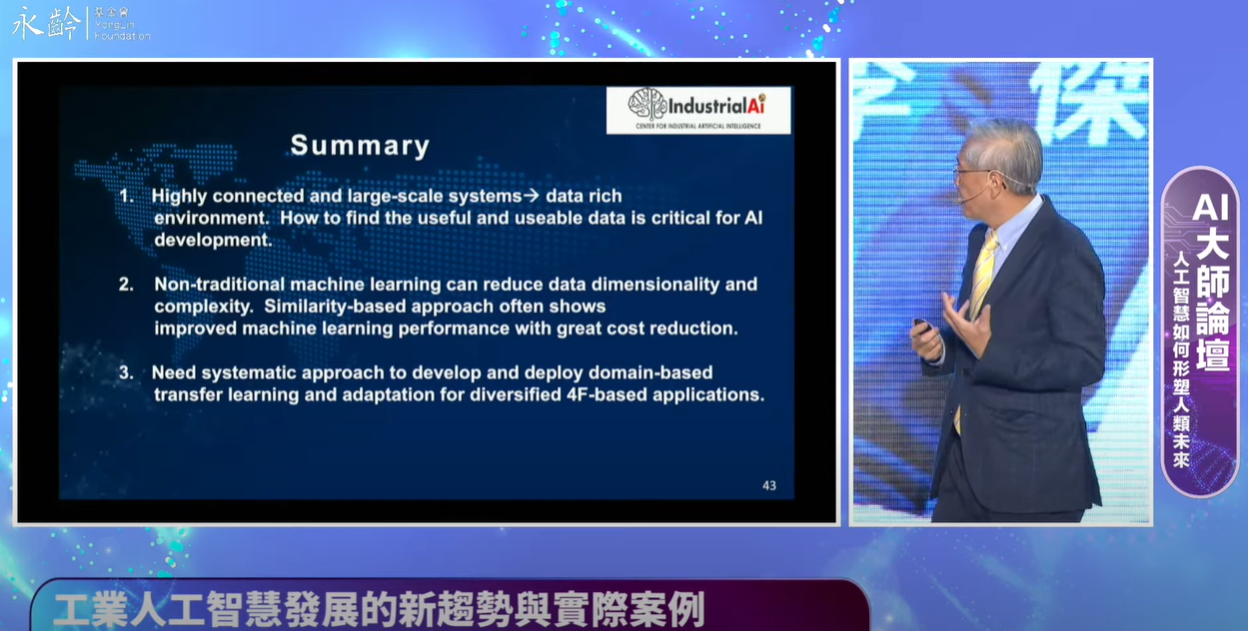 永齡
基金會
YongLin
Foundation
IndustrialAi
CENTER FOR INDUSTRIAL ARTIFICIAL INTELLIGENCE
Summary
1. Highly connected and large-scale systems→ data rich
environment. How to find the useful and useable data is critical for AI
development.
2. Non-traditional machine learning can reduce data dimensionality and
complexity. Similarity-based approach often shows
improved machine learning performance with great cost reduction.
3. Need systematic approach to develop and deploy domain-based
transfer learning and adaptation for diversified 4F-based applications.
43
傑
AI大師論壇
人工智慧如何形塑人類未來
工業人工智慧發展的新趨勢與實際案例